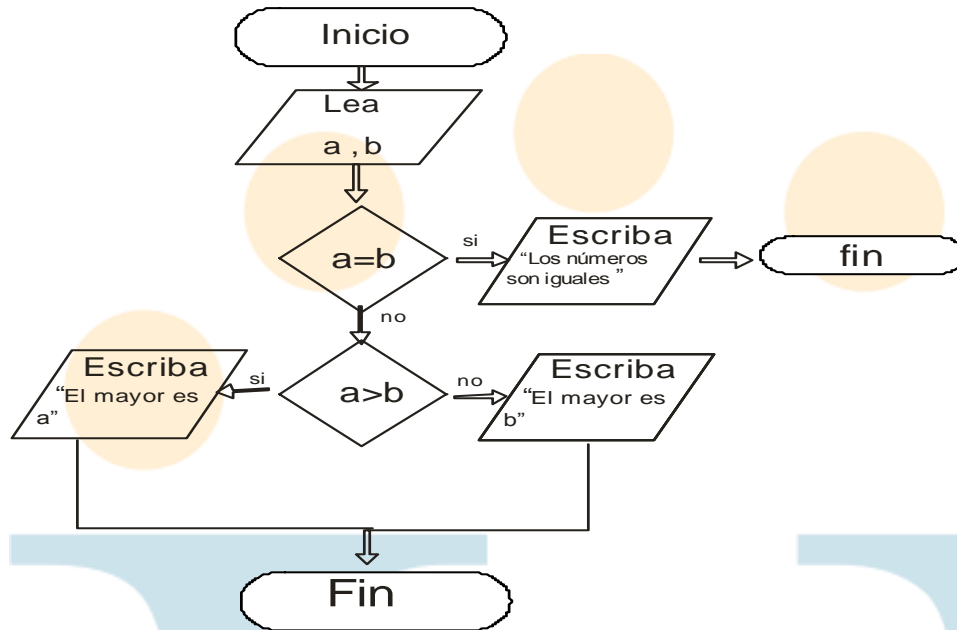 Inicio
Lea
a , b
a=b
si
Escriba
“Los números
son iguales ”
fin
no
a>b
si
Escriba
“El mayor es
a”
no
Escriba
“El mayor es
b”
Fin